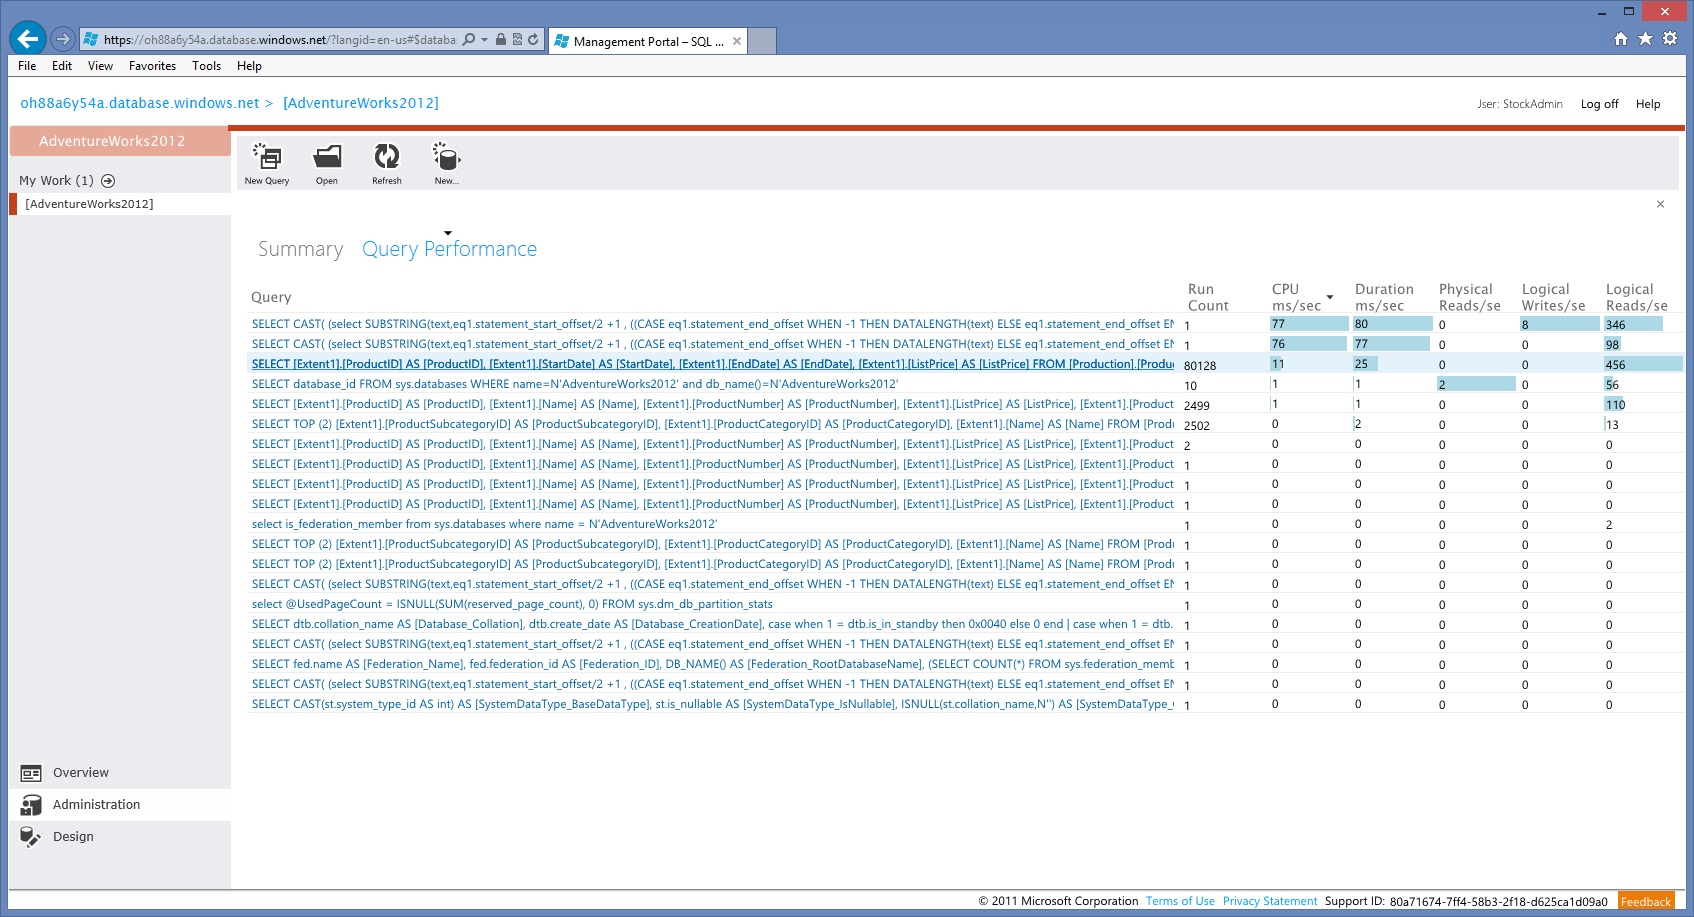 https://oh88a6y54a.database.windows.net/?langid=en-us#$databa
Management Portal – SQL ...
File Edit View Favorites Tools Help
oh88a6y54a.database.windows.net > [AdventureWorks2012]
Jser: StockAdmin Log off Help
AdventureWorks2012
My Work (1)
[AdventureWorks2012]
New Query Open Refresh New...
Summary Query Performance
Query Run Count CPU ms/sec Duration ms/sec Physical Reads/se Logical Writes/se Logical Reads/se
SELECT CAST( (select SUBSTRING(text,eq1.statement_start_offset/2 +1 , ((CASE eq1.statement_end_offset WHEN -1 THEN DATALENGTH(text) ELSE eq1.statement_end_offset EN 1 77 80 0 8 346
SELECT CAST( (select SUBSTRING(text,eq1.statement_start_offset/2 +1 , ((CASE eq1.statement_end_offset WHEN -1 THEN DATALENGTH(text) ELSE eq1.statement_end_offset EN 1 76 77 0 0 98
SELECT [Extent1].[ProductID] AS [ProductID], [Extent1].[StartDate] AS [StartDate], [Extent1].[EndDate] AS [EndDate], [Extent1].[ListPrice] AS [ListPrice] FROM [Production].[Produc 80128 11 25 0 0 456
SELECT database_id FROM sys.databases WHERE name=N'AdventureWorks2012' and db_name()=N'AdventureWorks2012' 10 1 1 2 0 56
SELECT [Extent1].[ProductID] AS [ProductID], [Extent1].[Name] AS [Name], [Extent1].[ProductNumber] AS [ProductNumber], [Extent1].[ListPrice] AS [ListPrice], [Extent1].[Product 2499 1 1 0 0 110
SELECT TOP (2) [Extent1].[ProductSubcategoryID] AS [ProductSubcategoryID], [Extent1].[ProductCategoryID] AS [ProductCategoryID], [Extent1].[Name] AS [Name] FROM [Produ 2502 0 2 0 0 13
SELECT [Extent1].[ProductID] AS [ProductID], [Extent1].[Name] AS [Name], [Extent1].[ProductNumber] AS [ProductNumber], [Extent1].[ListPrice] AS [ListPrice], [Extent1].[Product 2 0 0 0 0 0
SELECT [Extent1].[ProductID] AS [ProductID], [Extent1].[Name] AS [Name], [Extent1].[ProductNumber] AS [ProductNumber], [Extent1].[ListPrice] AS [ListPrice], [Extent1].[Product 1 0 0 0 0 0
SELECT [Extent1].[ProductID] AS [ProductID], [Extent1].[Name] AS [Name], [Extent1].[ProductNumber] AS [ProductNumber], [Extent1].[ListPrice] AS [ListPrice], [Extent1].[Product 1 0 0 0 0 0
SELECT [Extent1].[ProductID] AS [ProductID], [Extent1].[Name] AS [Name], [Extent1].[ProductNumber] AS [ProductNumber], [Extent1].[ListPrice] AS [ListPrice], [Extent1].[Product 1 0 0 0 0 0
select is_federation_member from sys.databases where name = N'AdventureWorks2012' 1 0 0 0 0 2
SELECT TOP (2) [Extent1].[ProductSubcategoryID] AS [ProductSubcategoryID], [Extent1].[ProductCategoryID] AS [ProductCategoryID], [Extent1].[Name] AS [Name] FROM [Produ 1 0 0 0 0 0
SELECT TOP (2) [Extent1].[ProductSubcategoryID] AS [ProductSubcategoryID], [Extent1].[ProductCategoryID] AS [ProductCategoryID], [Extent1].[Name] AS [Name] FROM [Produ 1 0 0 0 0 0
SELECT CAST( (select SUBSTRING(text,eq1.statement_start_offset/2 +1 , ((CASE eq1.statement_end_offset WHEN -1 THEN DATALENGTH(text) ELSE eq1.statement_end_offset EN 1 0 0 0 0 0
select @UsedPageCount = ISNULL(SUM(reserved_page_count), 0) FROM sys.dm_db_partition_stats 1 0 0 0 0 0
SELECT dtb.collation_name AS [Database_Collation], dtb.create_date AS [Database_CreationDate], case when 1 = dtb.is_in_standby then 0x0040 else 0 end | case when 1 = dtb. 1 0 0 0 0 0
SELECT CAST( (select SUBSTRING(text,eq1.statement_start_offset/2 +1 , ((CASE eq1.statement_end_offset WHEN -1 THEN DATALENGTH(text) ELSE eq1.statement_end_offset EN 1 0 0 0 0 0
SELECT fed.name AS [Federation_Name], fed.federation_id AS [Federation_ID], DB_NAME() AS [Federation_RootDatabaseName], (SELECT COUNT(*) FROM sys.federation_memb 1 0 0 0 0 0
SELECT CAST( (select SUBSTRING(text,eq1.statement_start_offset/2 +1 , ((CASE eq1.statement_end_offset WHEN -1 THEN DATALENGTH(text) ELSE eq1.statement_end_offset EN 1 0 0 0 0 0
SELECT CAST(st.system_type_id AS int) AS [SystemDataType_BaseDataType], st.is_nullable AS [SystemDataType_IsNullable], ISNULL(st.collation_name,N'') AS [SystemDataType_ 1 0 0 0 0 0
Overview
Administration
Design
© 2011 Microsoft Corporation Terms of Use Privacy Statement Support ID: 80a71674-7ff4-58b3-2f18-d625ca1d09a0 Feedback